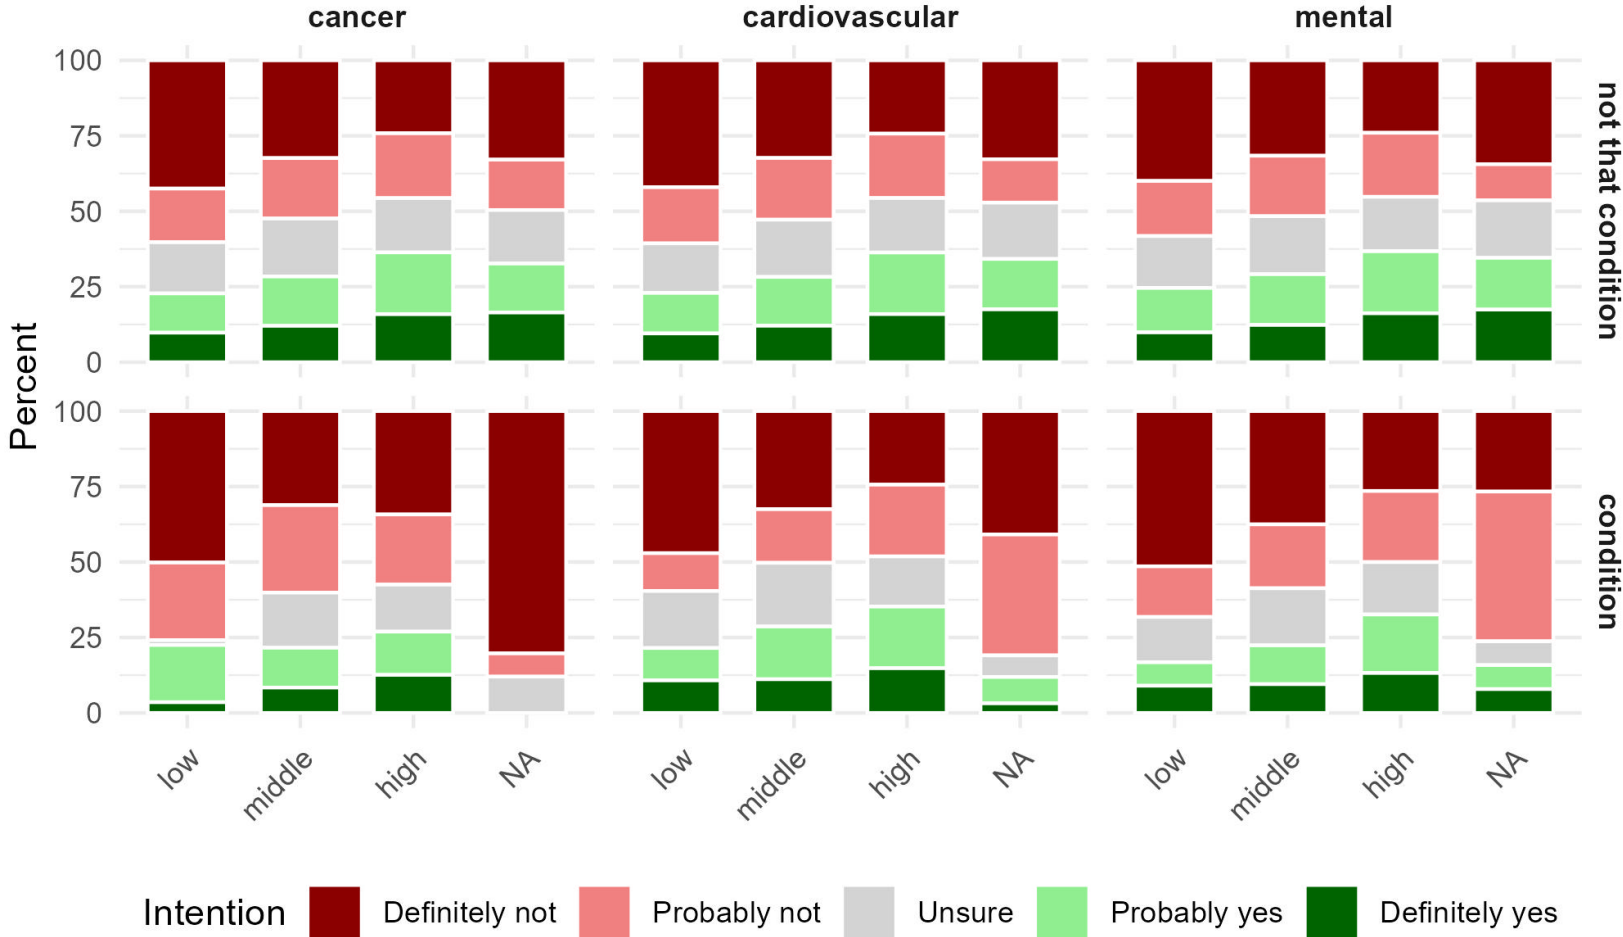 cancer cardiovascular mental
100
75
50
25
0
not that condition
Percent
100
75
50
25
0
condition
low middle high NA low middle high NA low middle high NA
Intention Definitely not Probably not Unsure Probably yes Definitely yes